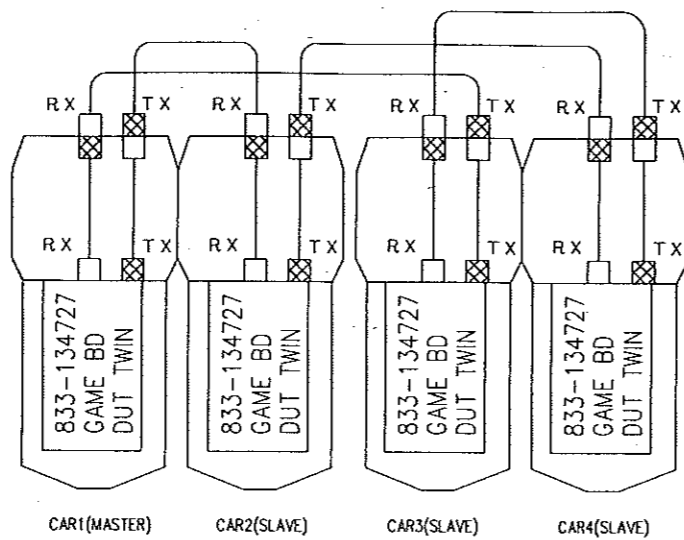 RX TX RX TX RX TX RX TX
RX TX RX TX RX TX RX TX
833-134727
GAME BD
DUT TWIN
833-134727
GAME BD
DUT TWIN
833-134727
GAME BD
DUT TWIN
833-134727
GAME BD
DUT TWIN
CAR1(MASTER) CAR2(SLAVE) CAR3(SLAVE) CAR4(SLAVE)